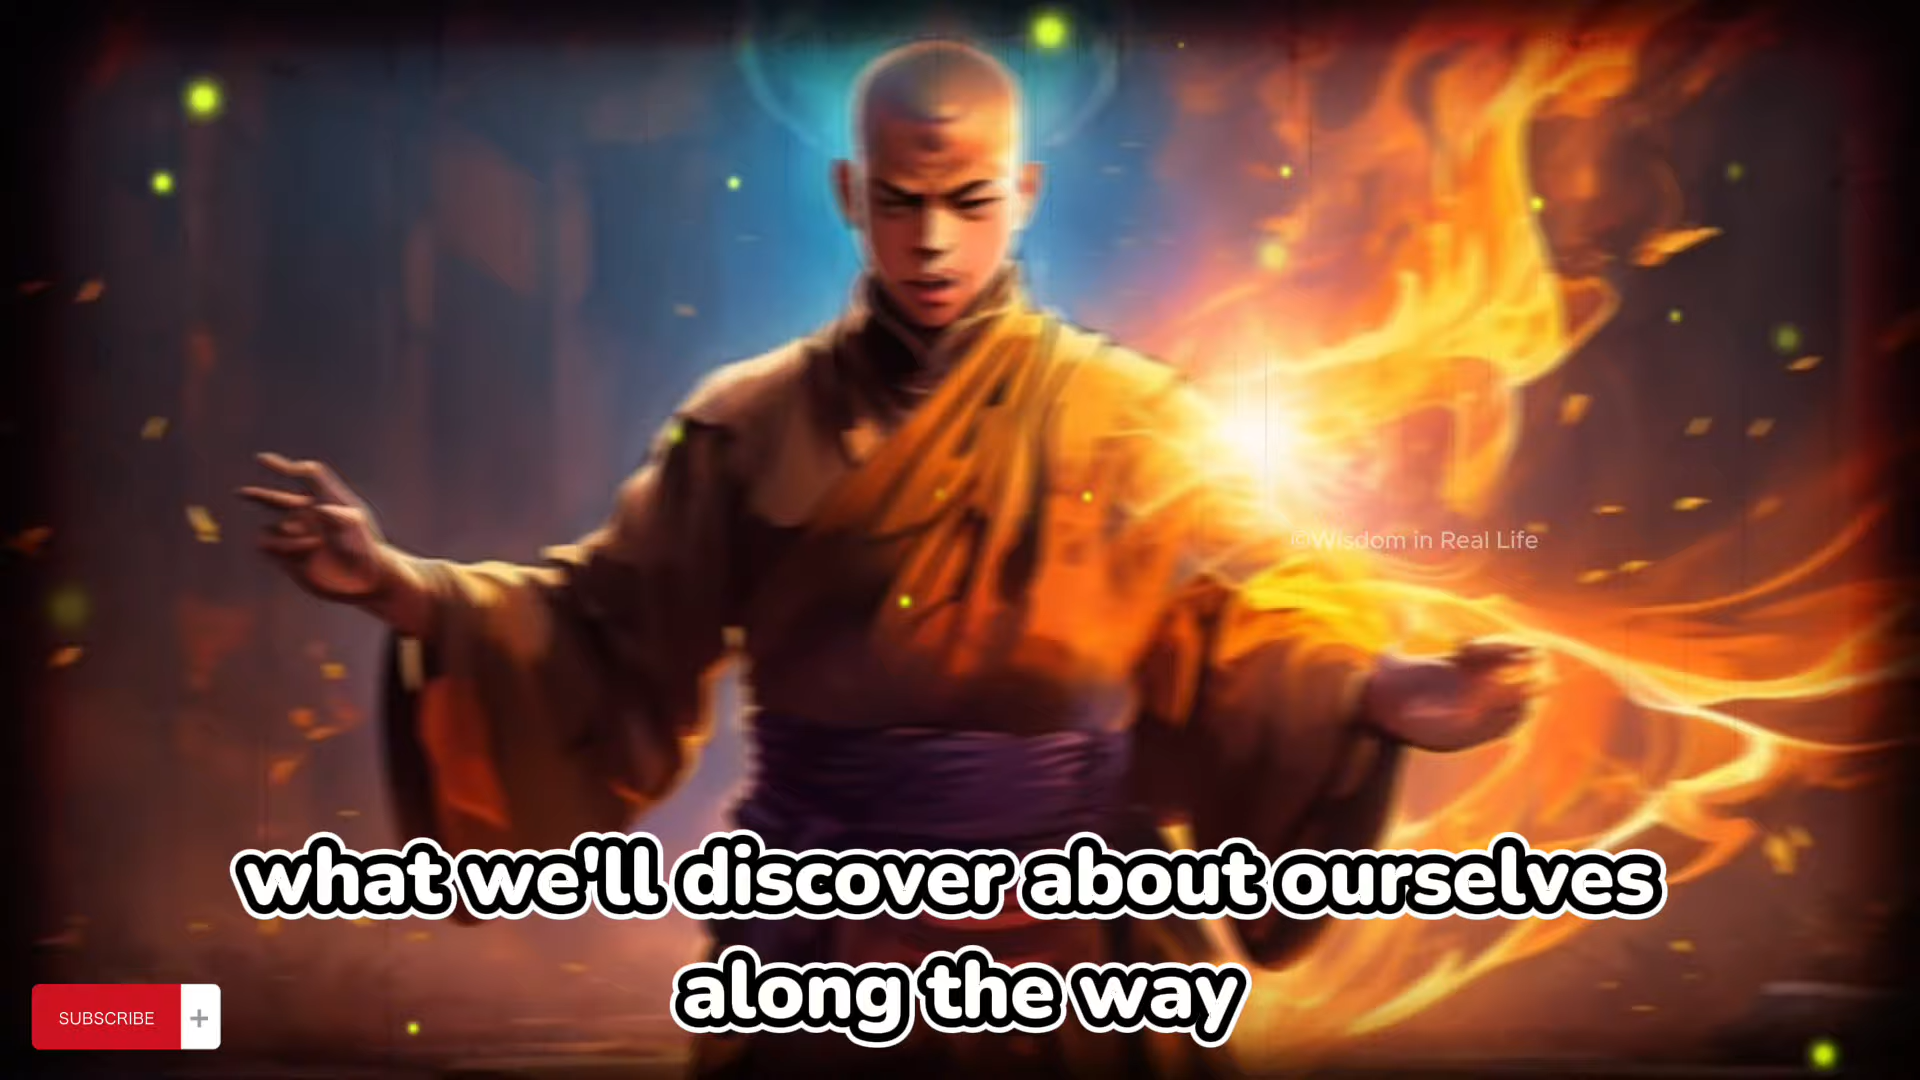 ©Wisdom in Real Life
what we'll discover about ourselves
along the way
SUBSCRIBE +